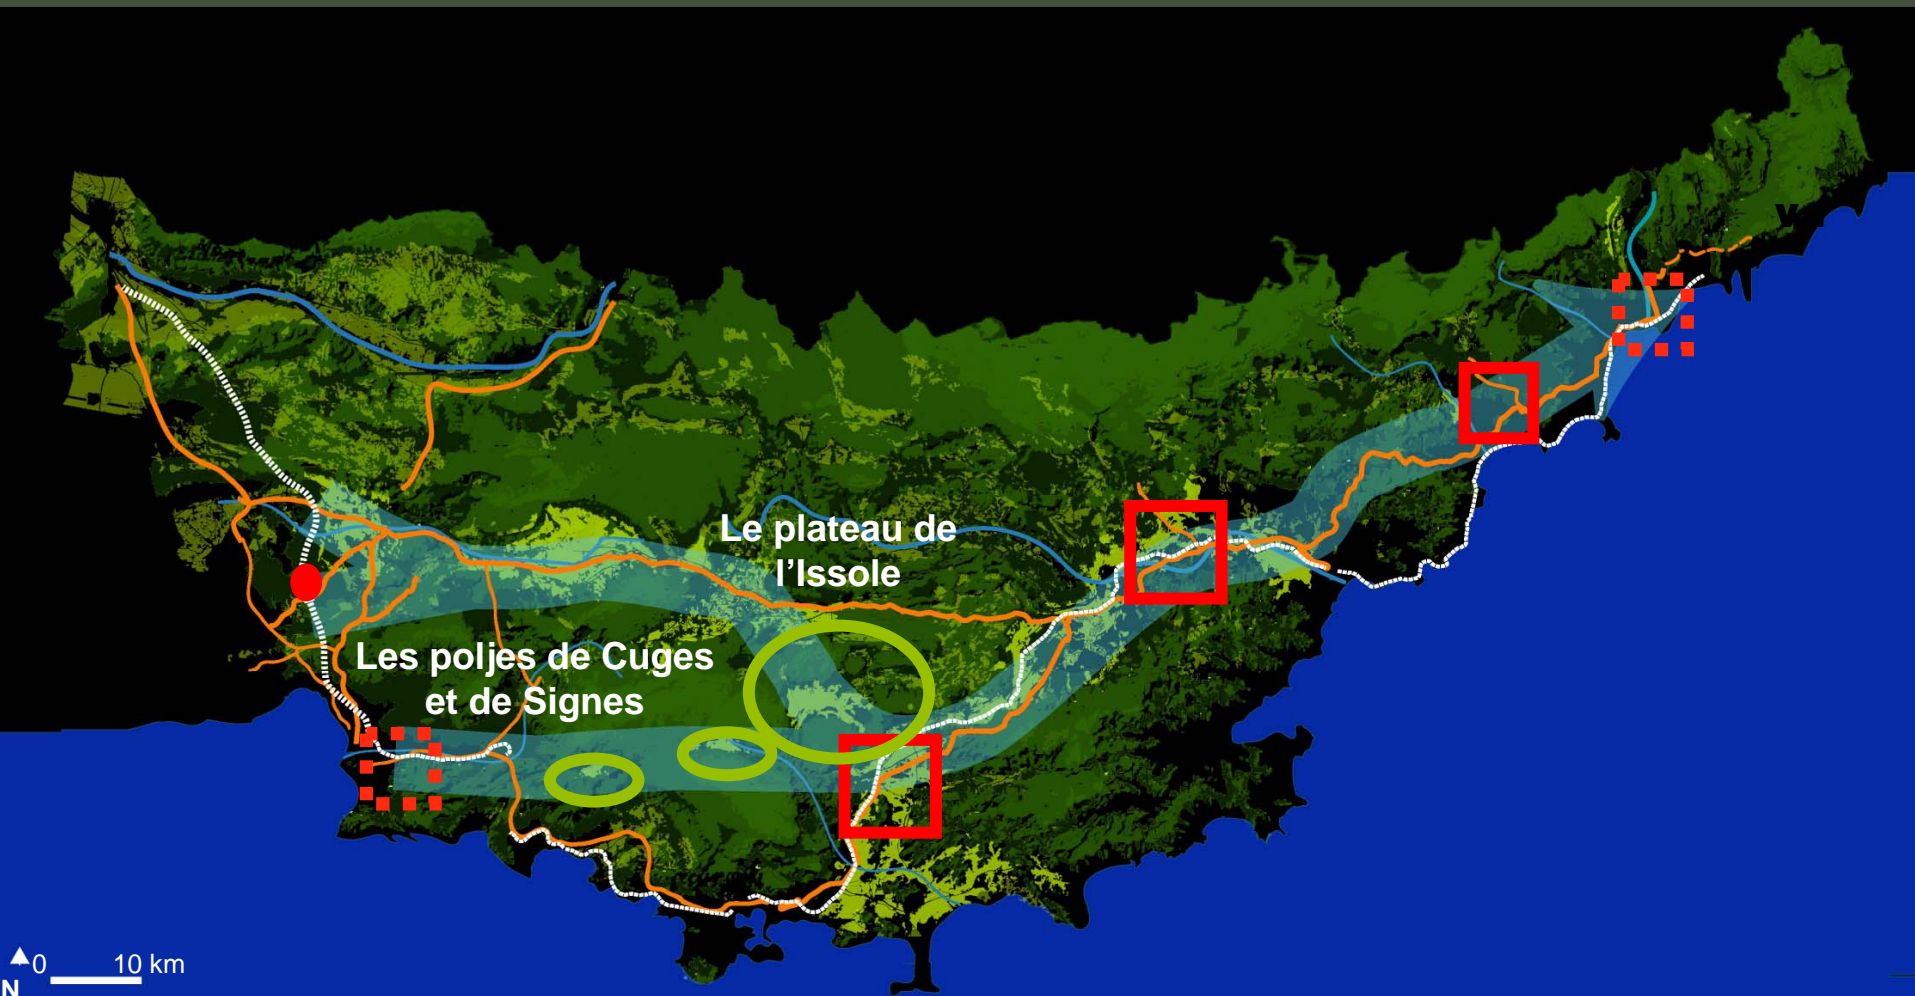 Le plateau de
l’Issole
Les poljes de Cuges
et de Signes
0 10 km
N